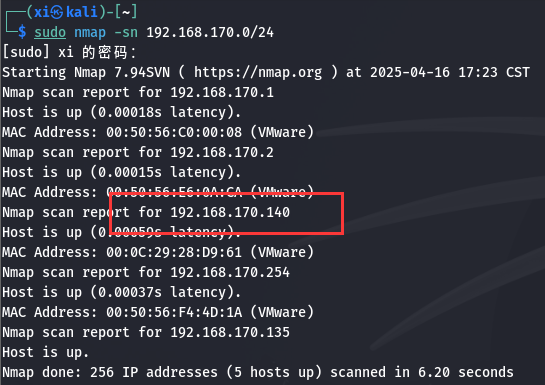 ┌──(xi㉿kali)-[~]
└─$ sudo nmap -sn 192.168.170.0/24
[sudo] xi 的密码：
Starting Nmap 7.94SVN ( https://nmap.org ) at 2025-04-16 17:23 CST
Nmap scan report for 192.168.170.1
Host is up (0.00018s latency).
MAC Address: 00:50:56:C0:00:08 (VMware)
Nmap scan report for 192.168.170.2
Host is up (0.00015s latency).
MAC Address: 00:50:56:E6:0A:CA (VMware)
Nmap scan report for 192.168.170.140
Host is up (0.00059s latency).
MAC Address: 00:0C:29:28:D9:61 (VMware)
Nmap scan report for 192.168.170.254
Host is up (0.00037s latency).
MAC Address: 00:50:56:F4:4D:1A (VMware)
Nmap scan report for 192.168.170.135
Host is up.
Nmap done: 256 IP addresses (5 hosts up) scanned in 6.20 seconds